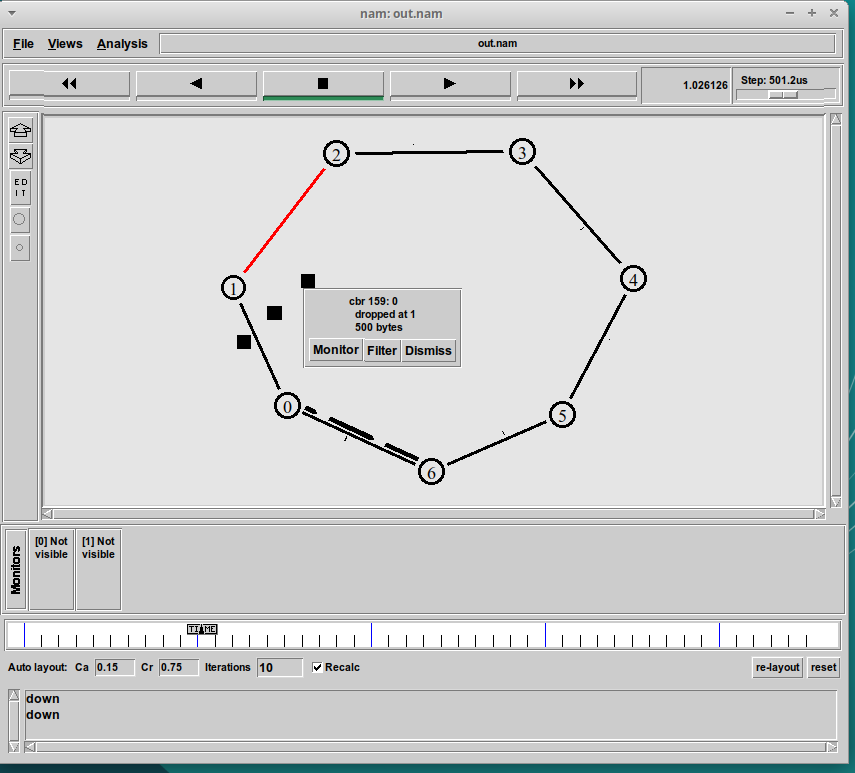 nam: out.nam
File Views Analysis out.nam
1.026126 Step: 501.2us
ED
IT
2
3
1
4
cbr 159: 0
dropped at 1
500 bytes
Monitor Filter Dismiss
0
5
6
Monitors
[0] Not
visible
[1] Not
visible
TIME
Auto layout: Ca 0.15 Cr 0.75 Iterations 10 Recalc re-layout reset
down
down